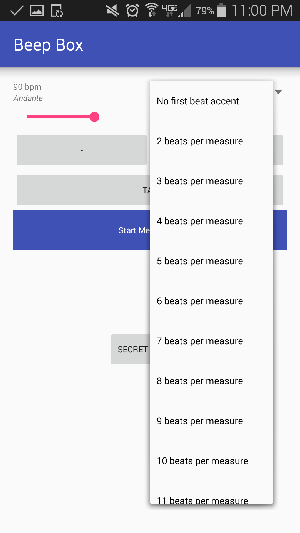 4G 79% 11:00 PM
Beep Box
90 bpm
Andante
-
TA
Start Me
SECRET
No first beat accent
2 beats per measure
3 beats per measure
4 beats per measure
5 beats per measure
6 beats per measure
7 beats per measure
8 beats per measure
9 beats per measure
10 beats per measure
11 beats per measure